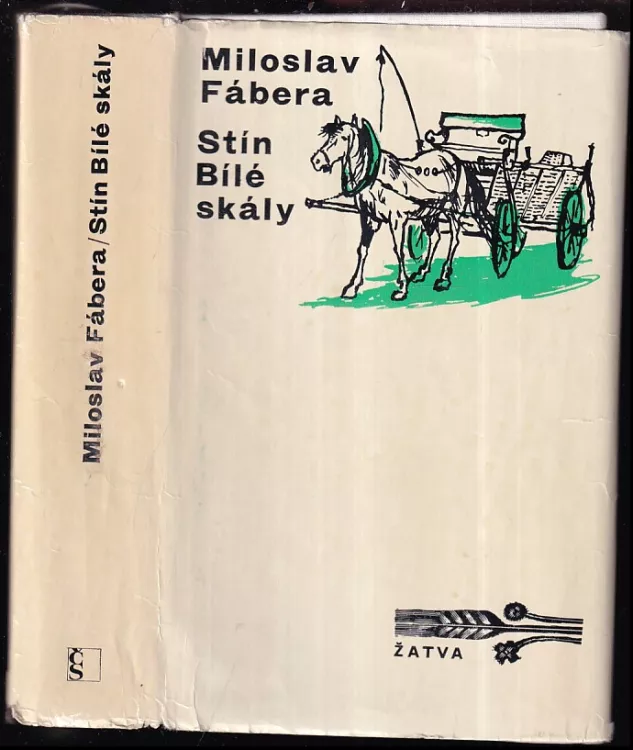 Miloslav
Fábera
Stín
Bílé
skály
Miloslav Fábera/Stín Bílé skály
ŽATVA
ČS